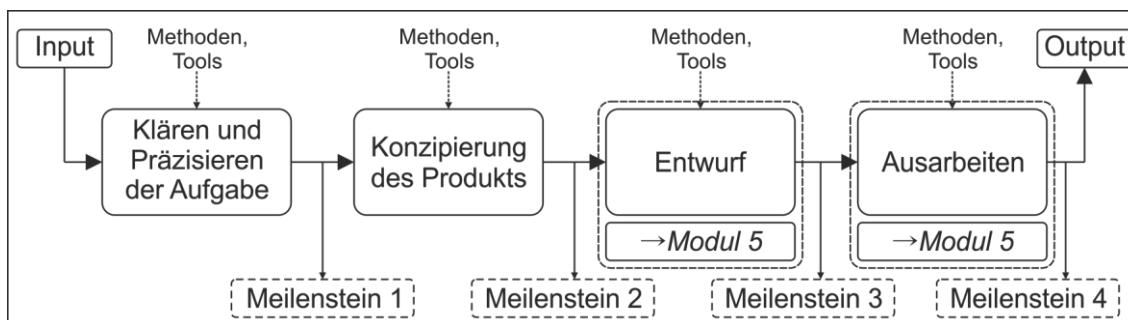 Input
Methoden,
Tools
Methoden,
Tools
Methoden,
Tools
Methoden,
Tools
Output
Klären und
Präzisieren
der Aufgabe
Konzipierung
des Produkts
Entwurf
Ausarbeiten
→Modul 5
→Modul 5
Meilenstein 1
Meilenstein 2
Meilenstein 3
Meilenstein 4